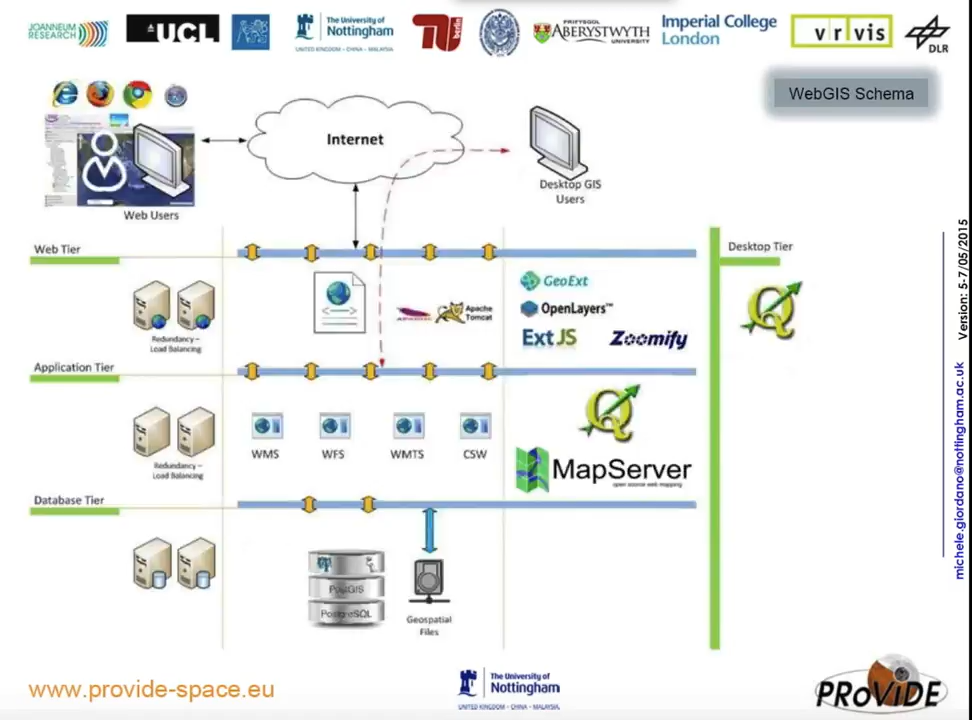 JOANNEUM
RESEARCH
UCL
The University of
Nottingham
UNITED KINGDOM · CHINA · MALAYSIA
berlin
PRIFYSGOL
ABERYSTWYTH
UNIVERSITY
Imperial College
London
vrvis
DLR
WebGIS Schema
Internet
Web Users
Desktop GIS
Users
Web Tier
Desktop Tier
GeoExt
OpenLayers™
Apache
Tomcat
Ext JS
Zoomify
Redundancy –
Load Balancing
Application Tier
WMS
WFS
WMTS
CSW
MapServer
open source web mapping
Redundancy –
Load Balancing
Database Tier
PostGIS
PostgreSQL
Geospatial
Files
michele.giordano@nottingham.ac.uk Version: 5-7/05/2015
www.provide-space.eu
The University of
Nottingham
UNITED KINGDOM · CHINA · MALAYSIA
PRoViDE